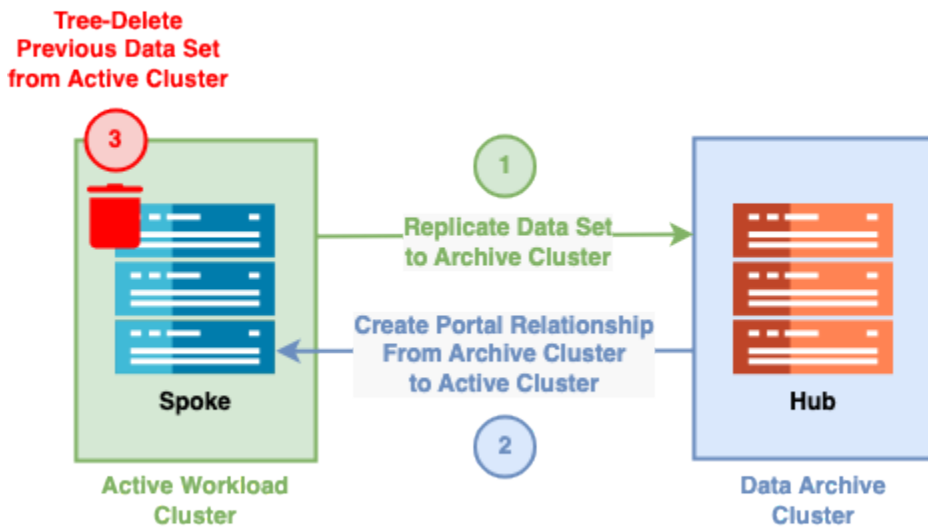 Tree-Delete
Previous Data Set
from Active Cluster
3
1
Replicate Data Set
to Archive Cluster
Create Portal Relationship
From Archive Cluster
to Active Cluster
Spoke
Hub
2
Active Workload
Cluster
Data Archive
Cluster